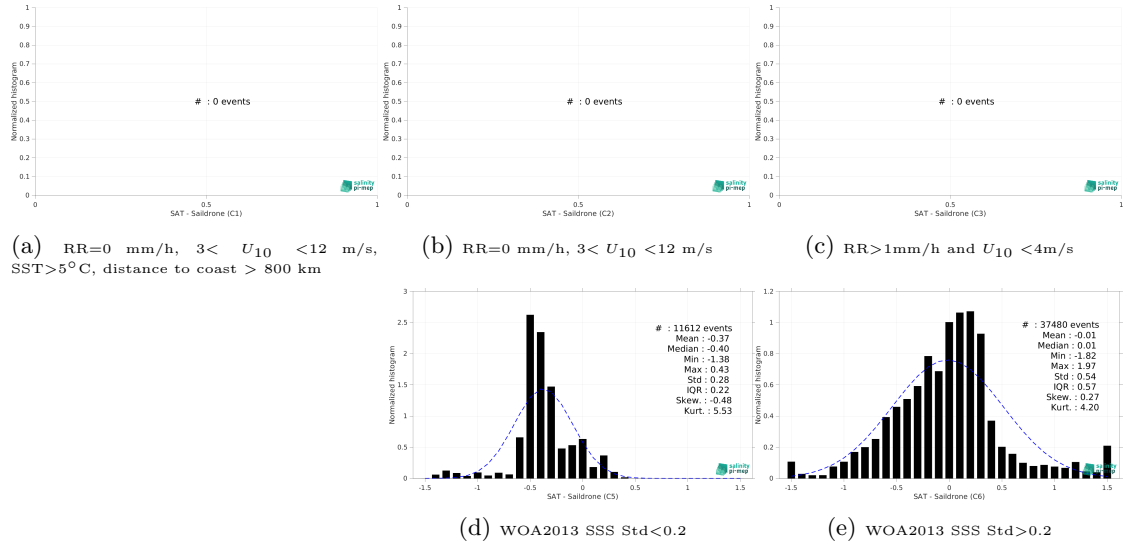 1
0.9
0.8
0.7
0.6
0.5
0.4
0.3
0.2
0.1
0
Normalized histogram
# : 0 events
salinity
pi-mep
0 0.5 1
SAT - Saildrone (C1)
(a) RR=0 mm/h, 3< U10 <12 m/s,
SST>5°C, distance to coast > 800 km
1
0.9
0.8
0.7
0.6
0.5
0.4
0.3
0.2
0.1
0
Normalized histogram
# : 0 events
salinity
pi-mep
0 0.5 1
SAT - Saildrone (C2)
(b) RR=0 mm/h, 3< U10 <12 m/s
1
0.9
0.8
0.7
0.6
0.5
0.4
0.3
0.2
0.1
0
Normalized histogram
# : 0 events
salinity
pi-mep
0 0.5 1
SAT - Saildrone (C3)
(c) RR>1mm/h and U10 <4m/s
3
2.5
2
1.5
1
0.5
0
Normalized histogram
# : 11612 events
Mean : -0.37
Median : -0.40
Min : -1.38
Max : 0.43
Std : 0.28
IQR : 0.22
Skew. : -0.48
Kurt. : 5.53
salinity
pi-mep
-1.5 -1 -0.5 0 0.5 1 1.5
SAT - Saildrone (C5)
(d) WOA2013 SSS Std<0.2
1.2
1
0.8
0.6
0.4
0.2
0
Normalized histogram
# : 37480 events
Mean : -0.01
Median : 0.01
Min : -1.82
Max : 1.97
Std : 0.54
IQR : 0.57
Skew. : 0.27
Kurt. : 4.20
salinity
pi-mep
-1.5 -1 -0.5 0 0.5 1 1.5
SAT - Saildrone (C6)
(e) WOA2013 SSS Std>0.2